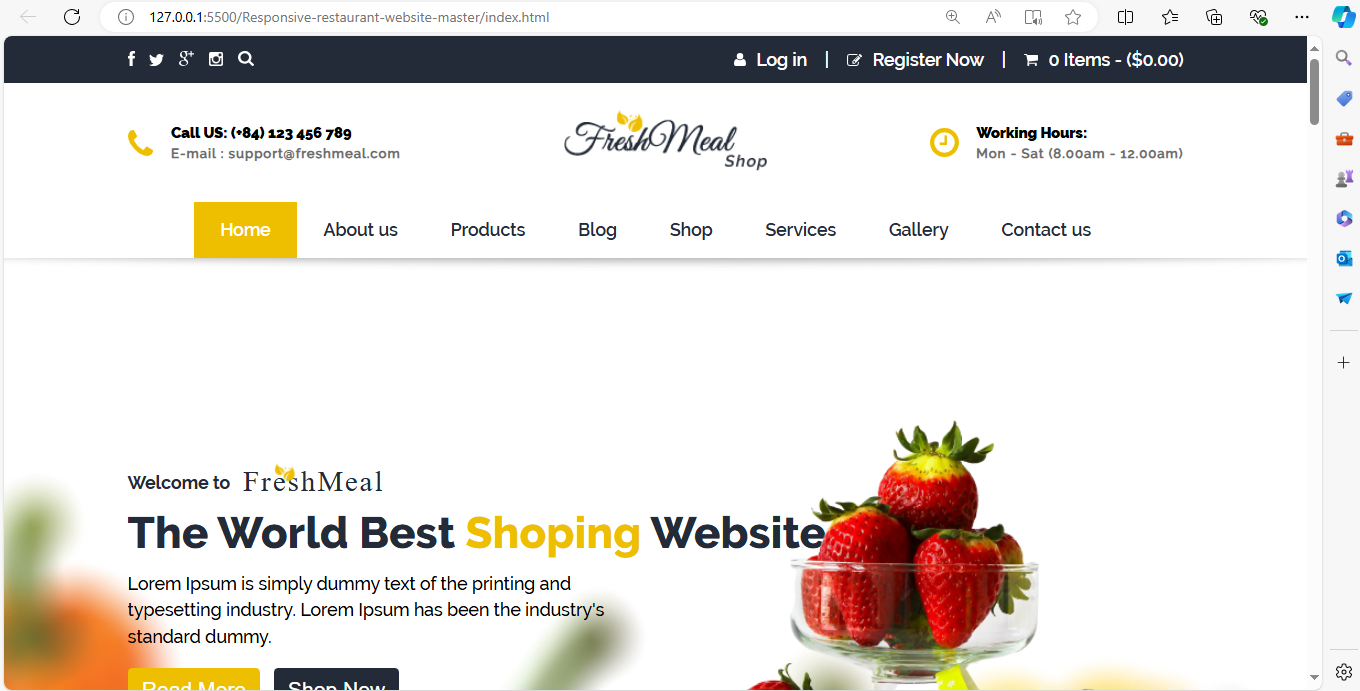 127.0.0.1:5500/Responsive-restaurant-website-master/index.html
Log in | Register Now | 0 Items - ($0.00)
Call US: (+84) 123 456 789
E-mail : support@freshmeal.com
FreshMeal
Shop
Working Hours:
Mon - Sat (8.00am - 12.00am)
Home About us Products Blog Shop Services Gallery Contact us
Welcome to FreshMeal
The World Best Shoping Website
Lorem Ipsum is simply dummy text of the printing and
typesetting industry. Lorem Ipsum has been the industry's
standard dummy.
Read More Shop Now